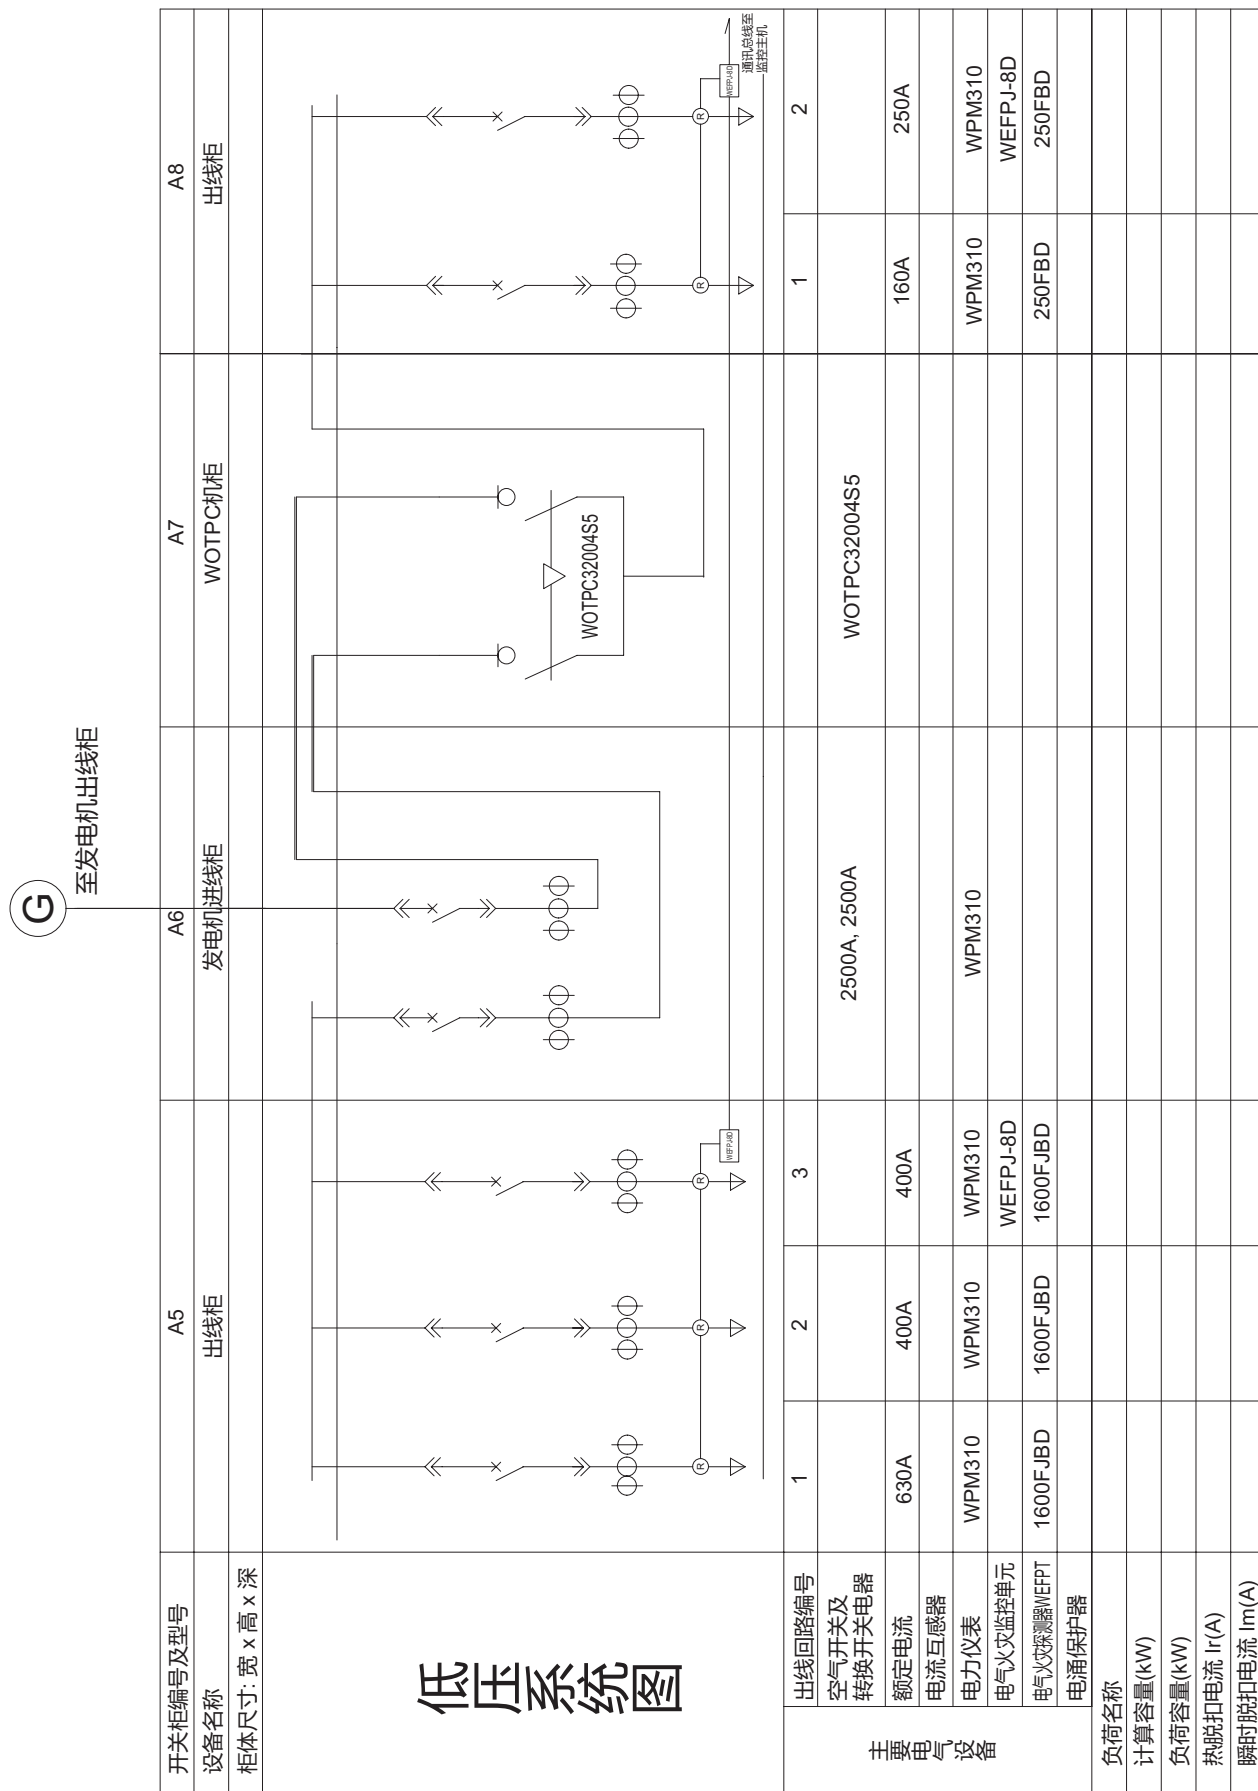 G
至发电机出线柜
开关柜编号及型号 A5 A6 A7 A8
设备名称 出线柜 发电机进线柜 WOTPC机柜 出线柜
柜体尺寸: 宽 x 高 x 深
低压系统图
WOTPC32004S5
R R R R R
WEFPJ-8D WEFPJ-8D
通讯总线至
监控主机
主要电气设备
出线回路编号 1 2 3 1 2
空气开关及
转换开关电器 2500A, 2500A WOTPC32004S5
额定电流 630A 400A 400A 160A 250A
电流互感器
电力仪表 WPM310 WPM310 WPM310 WPM310 WPM310 WPM310
电气火灾监控单元 WEFPJ-8D WEFPJ-8D
电气火灾探测器WEFPT 1600FJBD 1600FJBD 1600FJBD 250FBD 250FBD
电涌保护器
负荷名称
计算容量(kW)
负荷容量(kW)
热脱扣电流 Ir(A)
瞬时脱扣电流 Im(A)